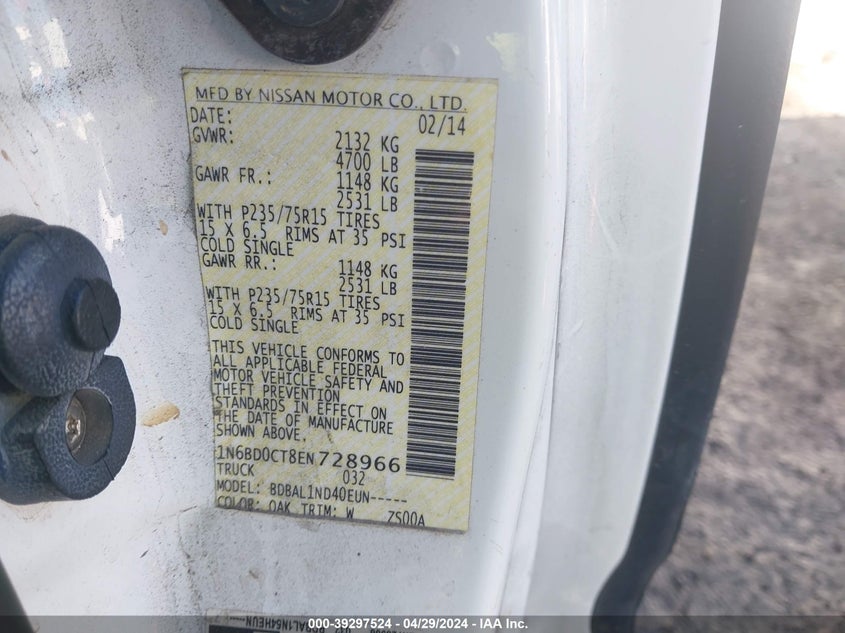 MFD BY NISSAN MOTOR CO., LTD.
DATE: 02/14
GVWR: 2132 KG
4700 LB
GAWR FR.: 1148 KG
2531 LB
WITH P235/75R15 TIRES
15 X 6.5 RIMS AT 35 PSI
COLD SINGLE
GAWR RR.: 1148 KG
2531 LB
WITH P235/75R15 TIRES
15 X 6.5 RIMS AT 35 PSI
COLD SINGLE
THIS VEHICLE CONFORMS TO
ALL APPLICABLE FEDERAL
MOTOR VEHICLE SAFETY AND
THEFT PREVENTION
STANDARDS IN EFFECT ON
THE DATE OF MANUFACTURE
SHOWN ABOVE.
1N6BD0CT8EN728966
TRUCK 032
MODEL: BDBAL1ND40EUN-----
COLOR: QAK TRIM: W ZS00A
000-39297524 - 04/29/2024 - IAA Inc.